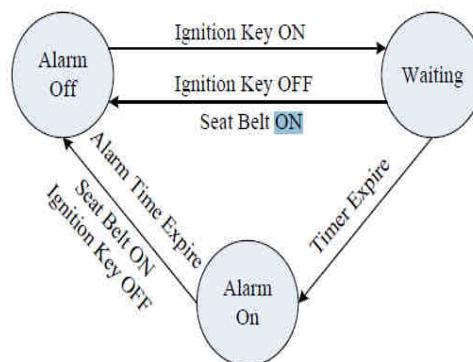 Ignition Key ON
Alarm
Off
Waiting
Ignition Key OFF
Seat Belt ON
Alarm Time Expire
Seat Belt ON
Ignition Key OFF
Timer Expire
Alarm
On